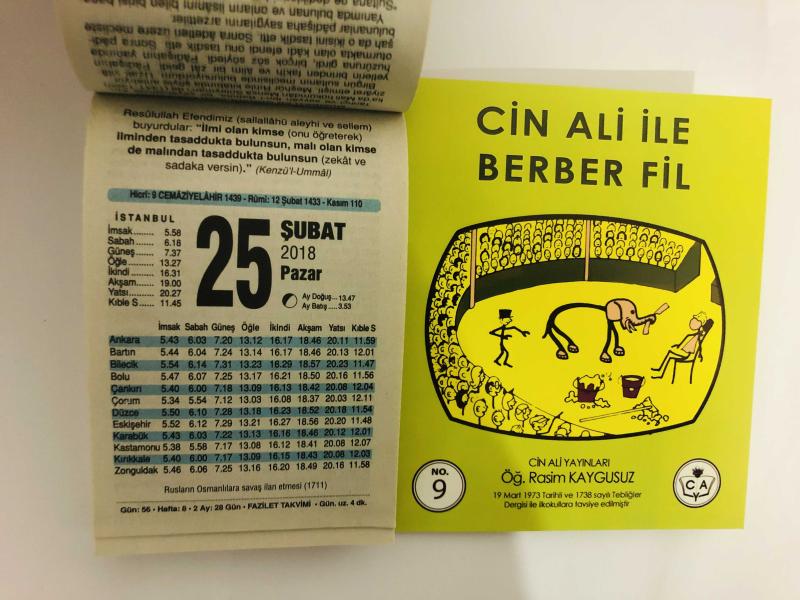 Resûlullah Efendimiz (sallallâhü aleyhi ve sellem)
buyurdular: "İlmi olan kimse (onu öğreterek)
ilminden tasaddukta bulunsun, malı olan kimse
de malından tasaddukta bulunsun (zekât ve
sadaka versin)." (Kenzü'l-Ummâl)
Hicrî: 9 CEMÂZİYELÂHİR 1439 - Rûmî: 12 Şubat 1433 - Kasım 110
İSTANBUL
İmsak........ 5.58
Sabah........ 6.18
Güneş....... 7.37
Öğle.......... 13.27
İkindi......... 16.31
Akşam....... 19.00
Yatsı.......... 20.27
Kıble S....... 11.45
25
ŞUBAT
2018
Pazar
Ay Doğuş... 13.47
Ay Batış..... 3.53
İmsak Sabah Güneş Öğle İkindi Akşam Yatsı Kıble S
Ankara 5.43 6.03 7.20 13.12 16.17 18.46 20.11 11.59
Bartın 5.44 6.04 7.24 13.14 16.17 18.46 20.13 12.01
Bilecik 5.54 6.14 7.31 13.23 16.29 18.57 20.23 11.47
Bolu 5.47 6.07 7.25 13.17 16.21 18.50 20.16 11.56
Çankırı 5.40 6.00 7.18 13.09 16.13 18.42 20.08 12.04
Çorum 5.34 5.54 7.12 13.03 16.08 18.37 20.03 12.11
Düzce 5.50 6.10 7.28 13.18 16.23 18.52 20.18 11.54
Eskişehir 5.52 6.12 7.29 13.21 16.27 18.56 20.20 11.48
Karabük 5.43 6.03 7.22 13.13 16.16 18.46 20.12 12.01
Kastamonu 5.38 5.58 7.17 13.08 16.12 18.41 20.08 12.07
Kırıkkale 5.40 6.00 7.17 13.09 16.15 18.43 20.08 12.03
Zonguldak 5.46 6.06 7.25 13.16 16.20 18.49 20.16 11.58
Rusların Osmanlılara savaş ilan etmesi (1711)
Gün: 56 • Hafta: 8 • 2 Ay: 28 Gün • FAZİLET TAKVİMİ • Gün. uz. 4 dk.
CİN ALİ İLE
BERBER FİL
NO.
9
CİN ALİ YAYINLARI
Öğ. Rasim KAYGUSUZ
19 Mart 1973 Tarihli ve 1738 sayılı Tebliğler
Dergisi ile ilkokullara tavsiye edilmiştir
C A
Y